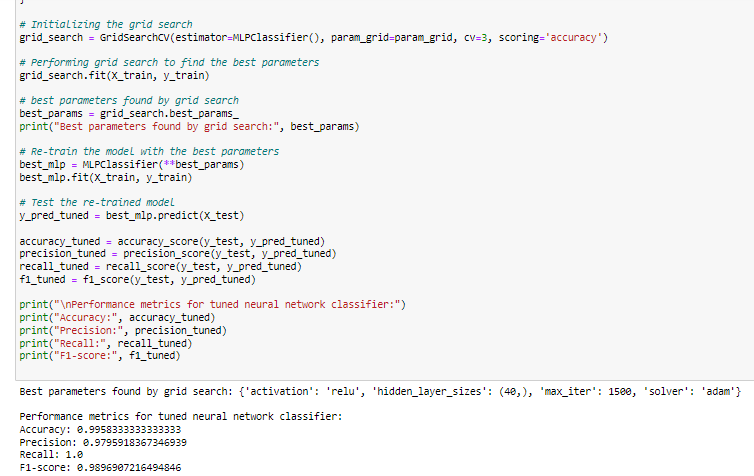 }
# Initializing the grid search
grid_search = GridSearchCV(estimator=MLPClassifier(), param_grid=param_grid, cv=3, scoring='accuracy')
# Performing grid search to find the best parameters
grid_search.fit(X_train, y_train)
# best parameters found by grid search
best_params = grid_search.best_params_
print("Best parameters found by grid search:", best_params)
# Re-train the model with the best parameters
best_mlp = MLPClassifier(**best_params)
best_mlp.fit(X_train, y_train)
# Test the re-trained model
y_pred_tuned = best_mlp.predict(X_test)
accuracy_tuned = accuracy_score(y_test, y_pred_tuned)
precision_tuned = precision_score(y_test, y_pred_tuned)
recall_tuned = recall_score(y_test, y_pred_tuned)
f1_tuned = f1_score(y_test, y_pred_tuned)
print("\nPerformance metrics for tuned neural network classifier:")
print("Accuracy:", accuracy_tuned)
print("Precision:", precision_tuned)
print("Recall:", recall_tuned)
print("F1-score:", f1_tuned)
Best parameters found by grid search: {'activation': 'relu', 'hidden_layer_sizes': (40,), 'max_iter': 1500, 'solver': 'adam'}
Performance metrics for tuned neural network classifier:
Accuracy: 0.9958333333333333
Precision: 0.9795918367346939
Recall: 1.0
F1-score: 0.9896907216494846